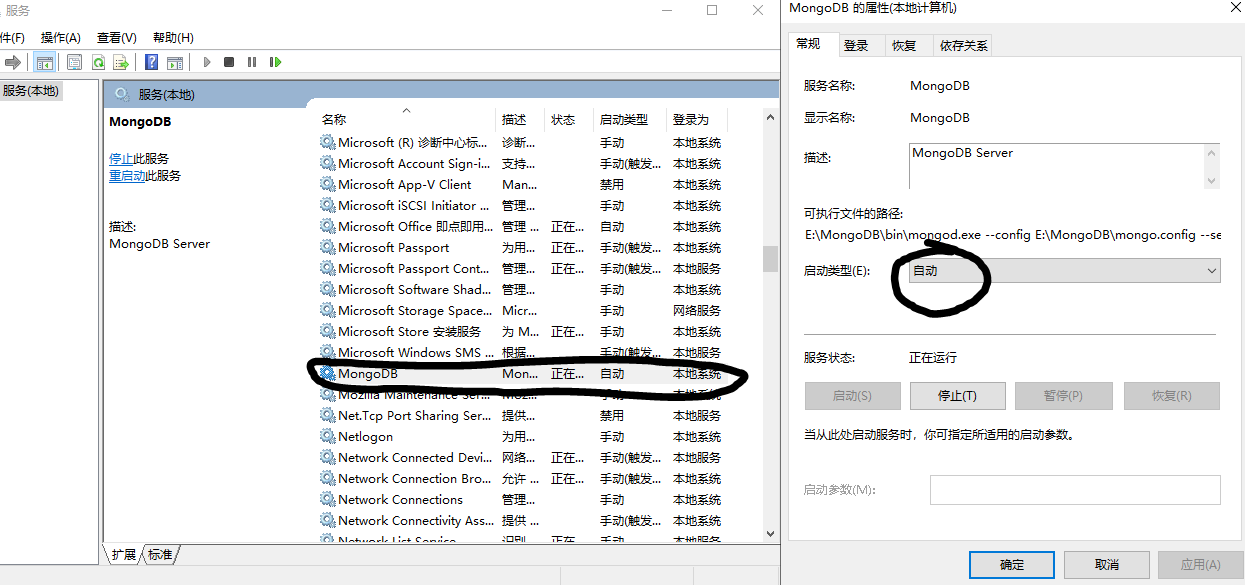 服务
件(F) 操作(A) 查看(V) 帮助(H)
服务(本地)
服务(本地)
MongoDB
停止此服务
重启动此服务
描述:
MongoDB Server
名称 描述 状态 启动类型 登录为
Microsoft (R) 诊断中心标... 诊断... 手动 本地系统
Microsoft Account Sign-i... 支持... 手动(触发... 本地系统
Microsoft App-V Client Man... 禁用 本地系统
Microsoft iSCSI Initiator ... 管理... 手动 本地系统
Microsoft Office 即点即用... 管理 ... 正在... 自动 本地系统
Microsoft Passport 为用... 正在... 手动(触发... 本地系统
Microsoft Passport Cont... 管理... 正在... 手动(触发... 本地服务
Microsoft Software Shad... 管理... 手动 本地系统
Microsoft Storage Space... Micr... 手动 网络服务
Microsoft Store 安装服务 为 M... 正在... 手动 本地系统
Microsoft Windows SMS ... 根据... 手动(触发... 本地服务
MongoDB Mon... 正在... 自动 本地系统
Mozilla Maintenance Ser... Moz... 手动 本地系统
Net.Tcp Port Sharing Ser... 提供... 禁用 本地服务
Netlogon 为用... 手动 本地系统
Network Connected Devi... 网络... 正在... 手动(触发... 本地服务
Network Connection Bro... 允许 ... 正在... 手动(触发... 本地系统
Network Connections 管理... 手动 本地系统
Network Connectivity Ass... 提供 ... 手动(触发... 本地系统
Network List Service 识别... 正在... 手动 本地服务
扩展 标准
MongoDB 的属性(本地计算机)
常规 登录 恢复 依存关系
服务名称: MongoDB
显示名称: MongoDB
描述: MongoDB Server
可执行文件的路径:
E:\MongoDB\bin\mongod.exe --config E:\MongoDB\mongo.config --se
启动类型(E): 自动
服务状态: 正在运行
启动(S) 停止(T) 暂停(P) 恢复(R)
当从此处启动服务时，你可指定所适用的启动参数。
启动参数(M):
确定 取消 应用(A)